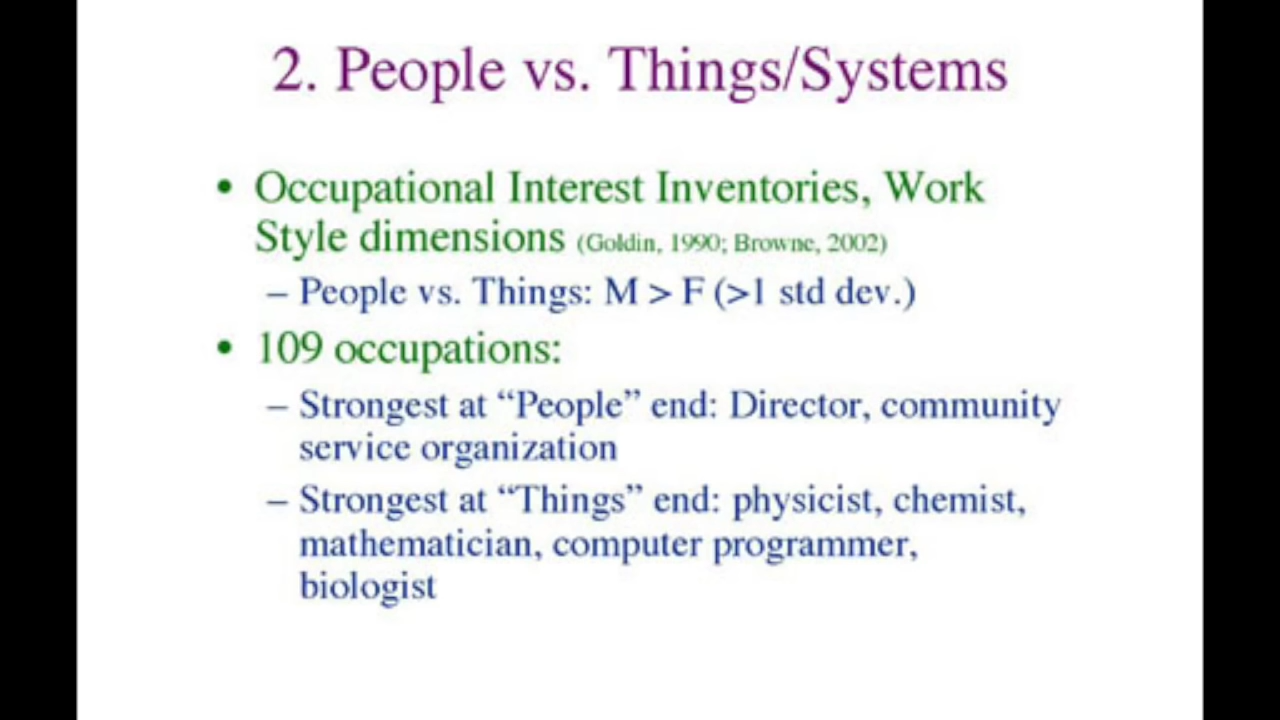 2. People vs. Things/Systems
• Occupational Interest Inventories, Work
Style dimensions (Goldin, 1990; Browne, 2002)
– People vs. Things: M > F (>1 std dev.)
• 109 occupations:
– Strongest at “People” end: Director, community
service organization
– Strongest at “Things” end: physicist, chemist,
mathematician, computer programmer,
biologist